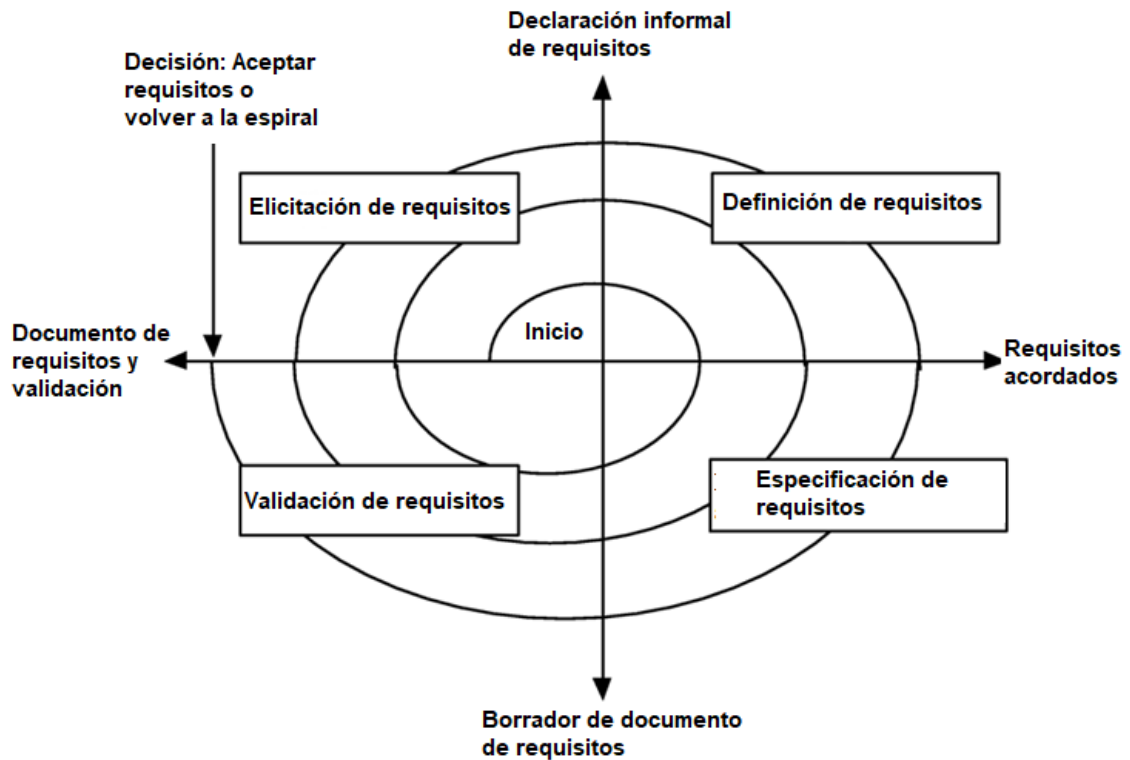 Declaración informal
de requisitos
Decisión: Aceptar
requisitos o
volver a la espiral
Elicitación de requisitos
Definición de requisitos
Inicio
Documento de
requisitos y
validación
Requisitos
acordados
Validación de requisitos
Especificación de
requisitos
Borrador de documento
de requisitos